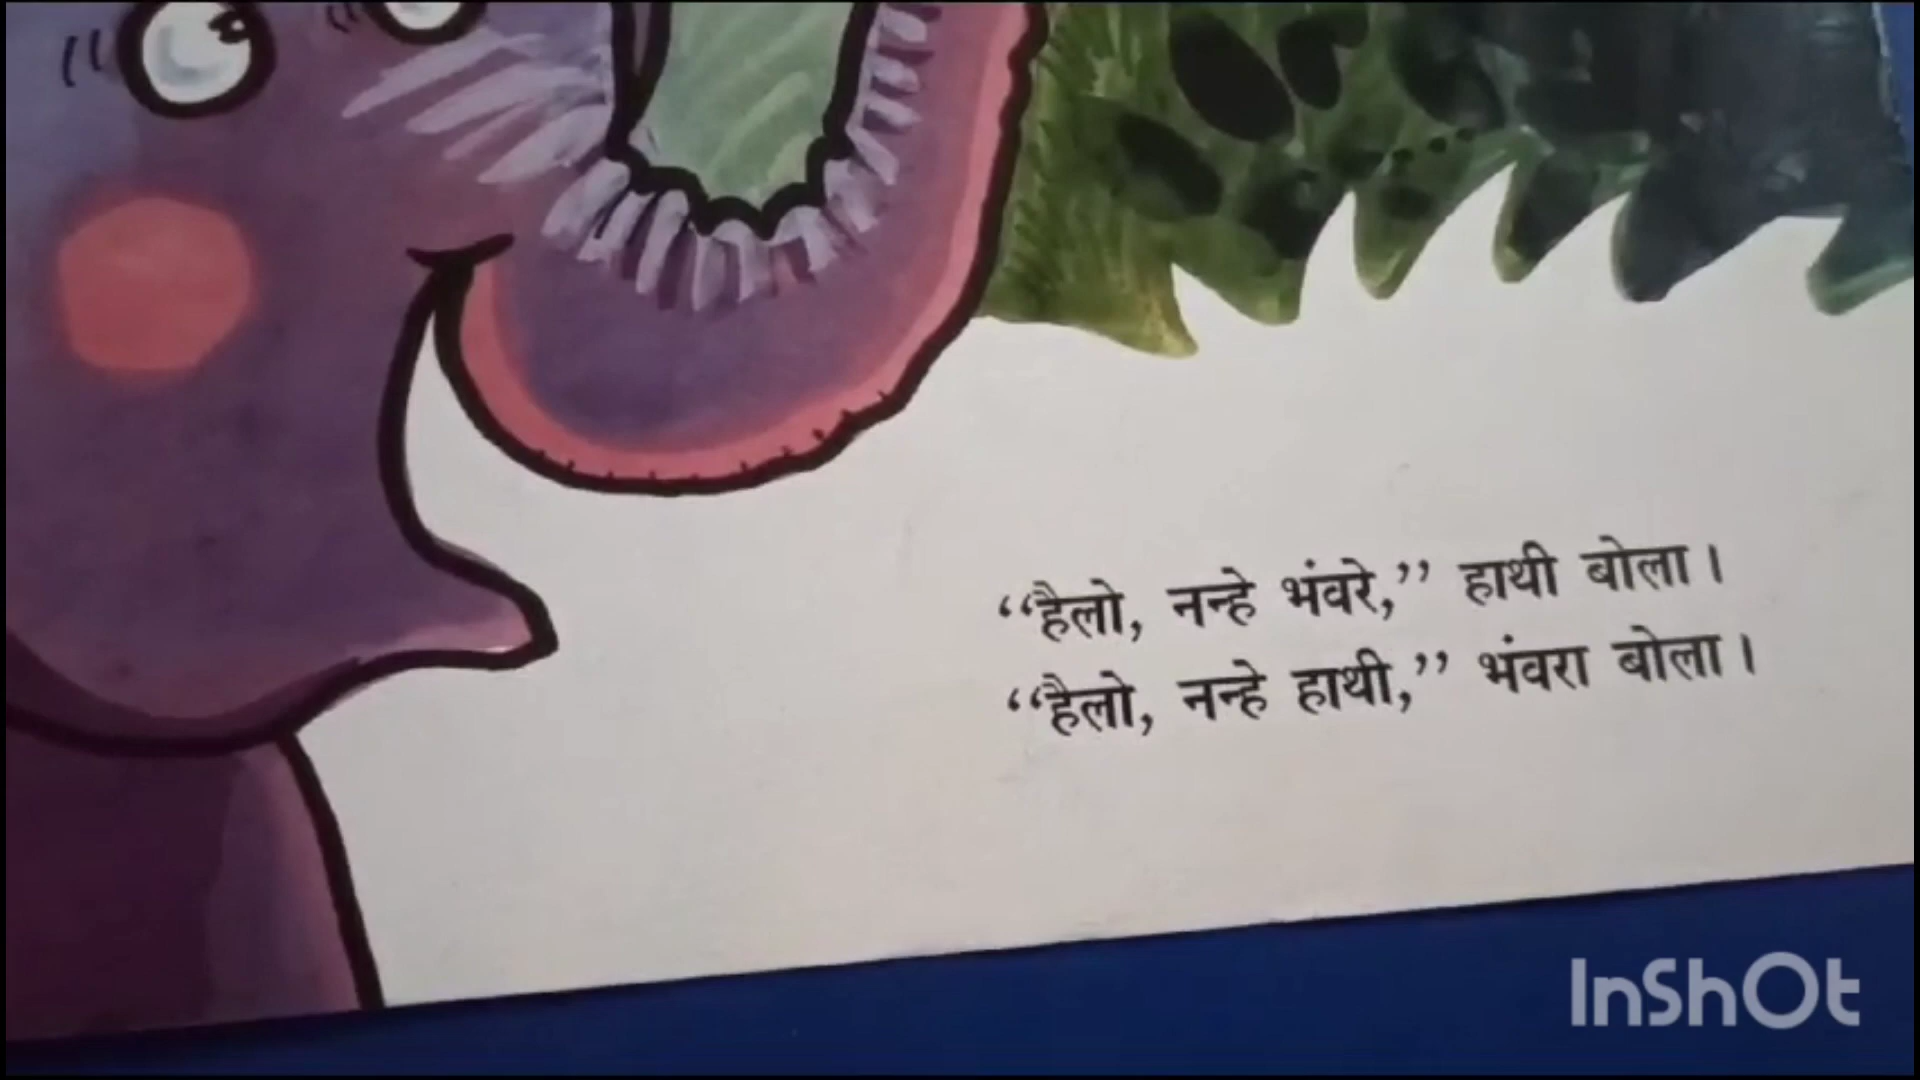 “हैलो, नन्हे भंवरे,” हाथी बोला।
“हैलो, नन्हे हाथी,” भंवरा बोला।
InShOt